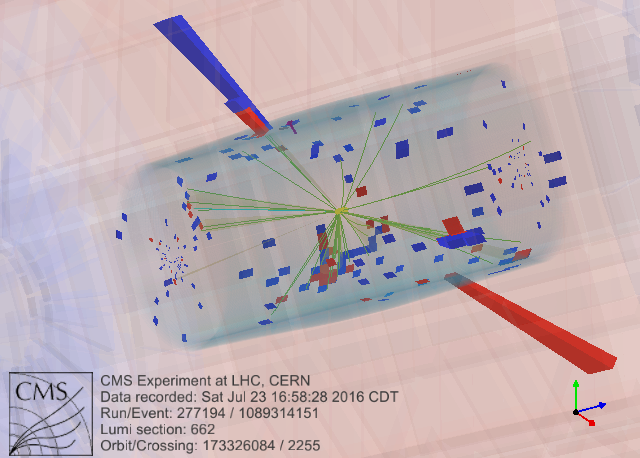 CMS
CMS Experiment at LHC, CERN
Data recorded: Sat Jul 23 16:58:28 2016 CDT
Run/Event: 277194 / 1089314151
Lumi section: 662
Orbit/Crossing: 173326084 / 2255